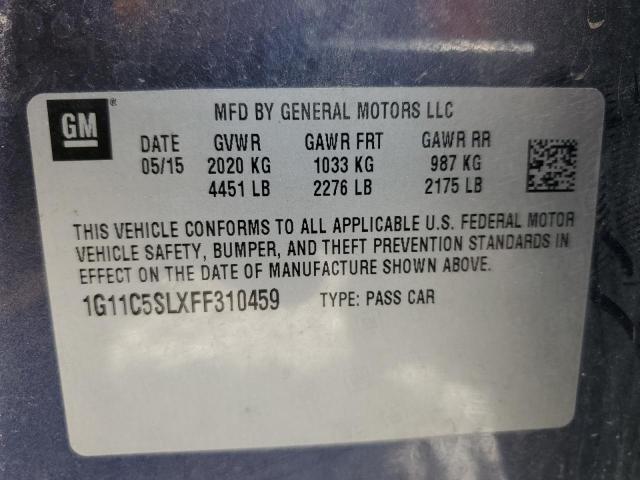 GM®
MFD BY GENERAL MOTORS LLC
DATE GVWR GAWR FRT GAWR RR
05/15 2020 KG 1033 KG 987 KG
4451 LB 2276 LB 2175 LB
THIS VEHICLE CONFORMS TO ALL APPLICABLE U.S. FEDERAL MOTOR
VEHICLE SAFETY, BUMPER, AND THEFT PREVENTION STANDARDS IN
EFFECT ON THE DATE OF MANUFACTURE SHOWN ABOVE.
1G11C5SLXFF310459 TYPE: PASS CAR